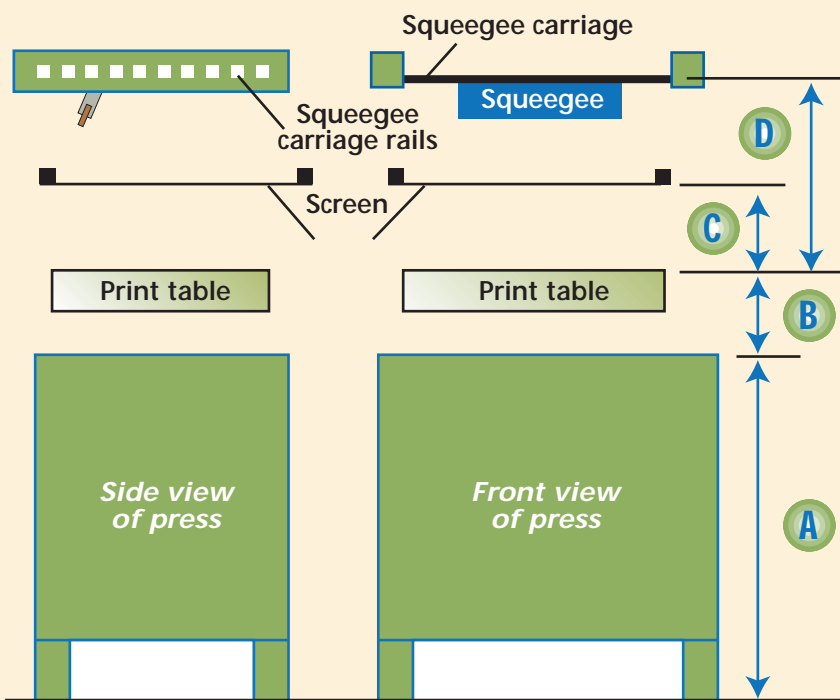 Squeegee carriage
Squeegee
Squeegee
carriage rails
D
Screen
C
Print table
Print table
B
Side view
of press
Front view
of press
A